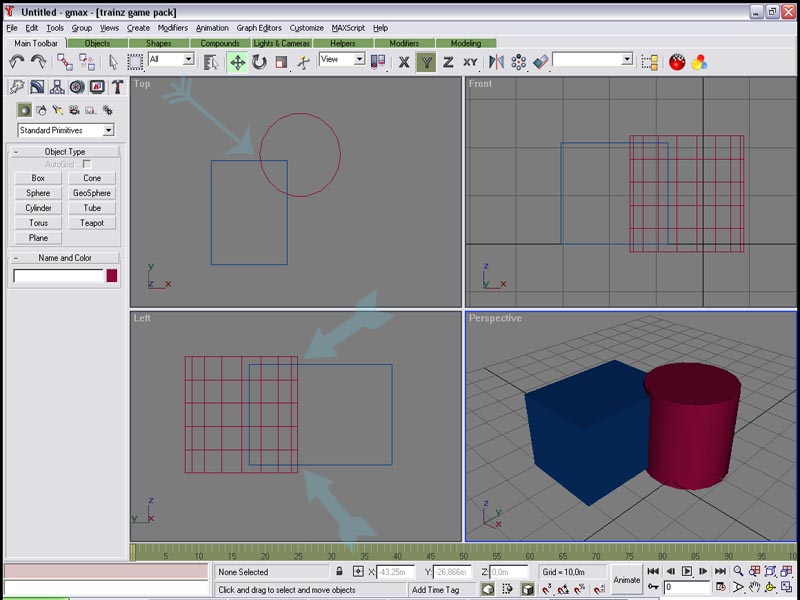 Untitled - gmax - [trainz game pack]
File Edit Tools Group Views Create Modifiers Animation Graph Editors Customize MAXScript Help
Main Toolbar Objects Shapes Compounds Lights & Cameras Helpers Modifiers Modeling
All View X Y Z XY
Standard Primitives
- Object Type
AutoGrid
Box Cone
Sphere GeoSphere
Cylinder Tube
Torus Teapot
Plane
- Name and Color
Top
y
z x
Front
z
y x
Left
z
y x
Perspective
z
y
x
5 10 15 20 25 30 35 40 45 50 55 60 65 70 75 80 85 90 95 100
None Selected X: -43,25m Y: -26,866m Z: 0,0m Grid = 10,0m
Click and drag to select and move objects Add Time Tag
Animate
0